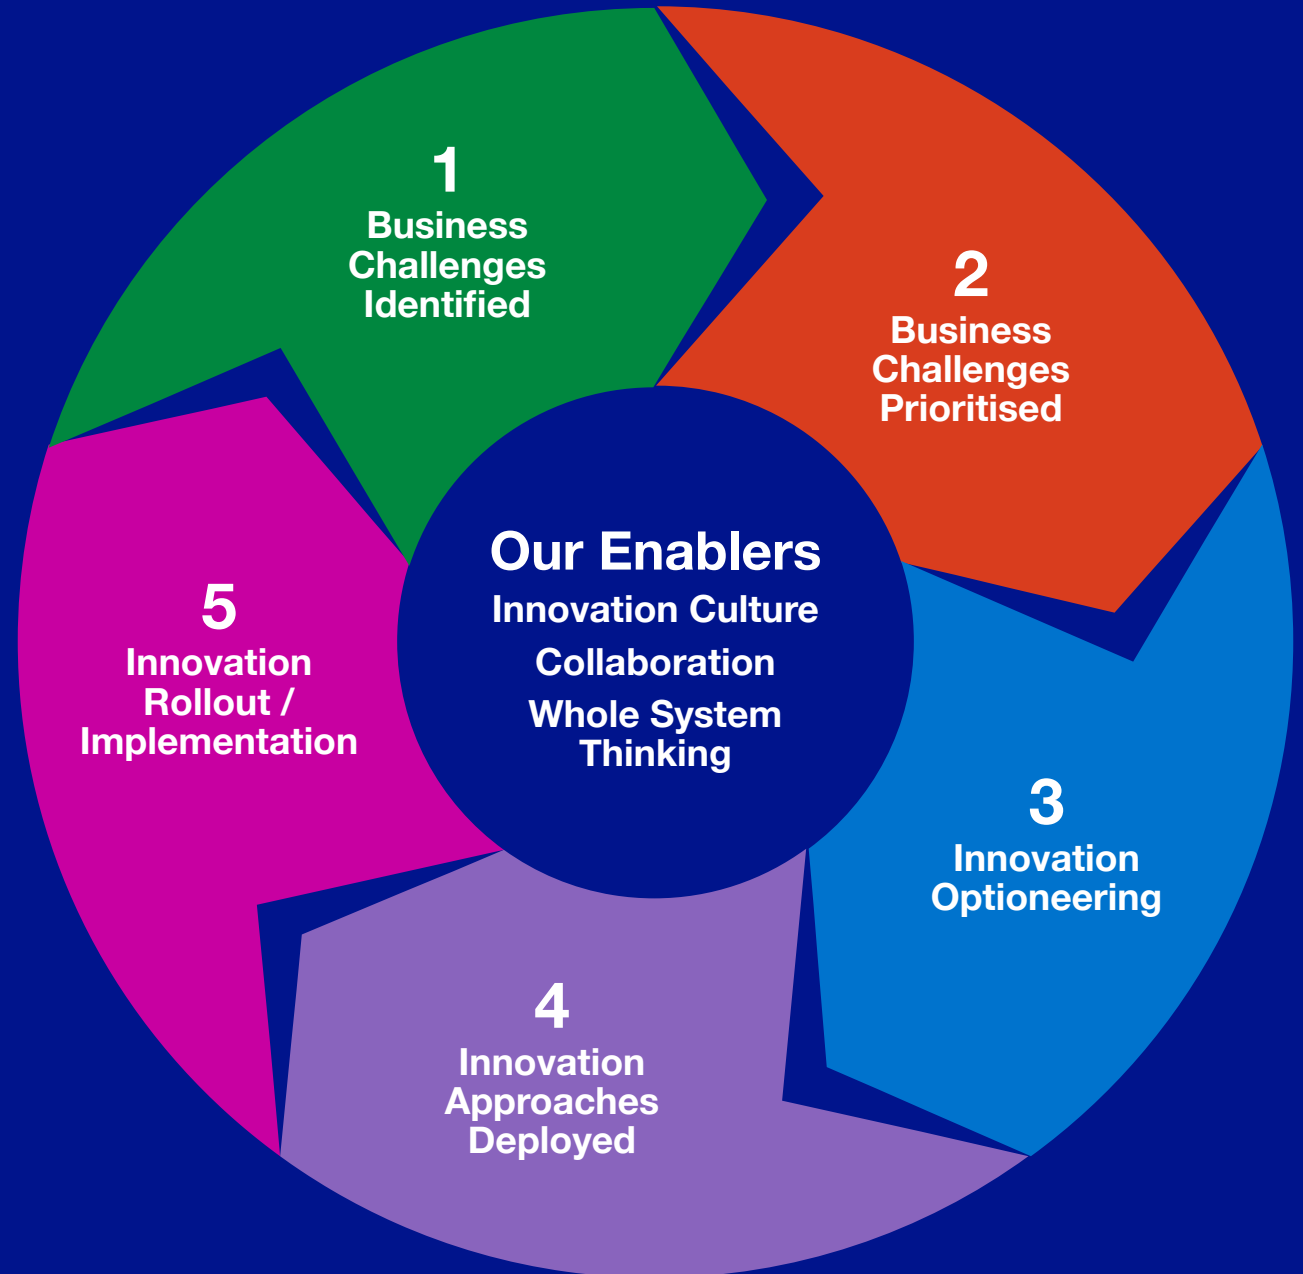 1
Business
Challenges
Identified
2
Business
Challenges
Prioritised
3
Innovation
Optioneering
4
Innovation
Approaches
Deployed
5
Innovation
Rollout /
Implementation
Our Enablers
Innovation Culture
Collaboration
Whole System
Thinking